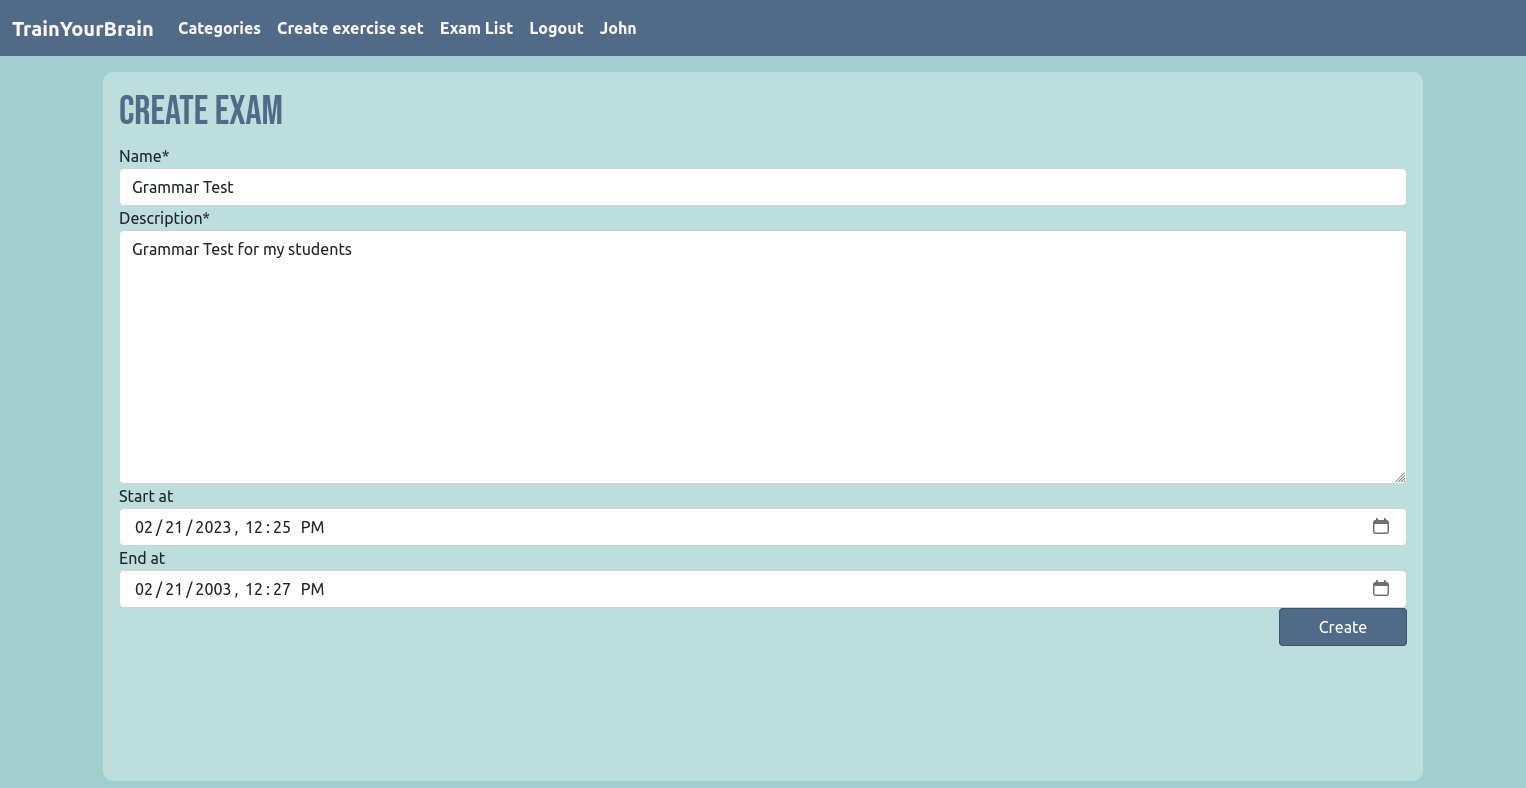 TrainYourBrain Categories Create exercise set Exam List Logout John
CREATE EXAM
Name*
Grammar Test
Description*
Grammar Test for my students
Start at
02/21/2023, 12:25 PM
End at
02/21/2003, 12:27 PM
Create